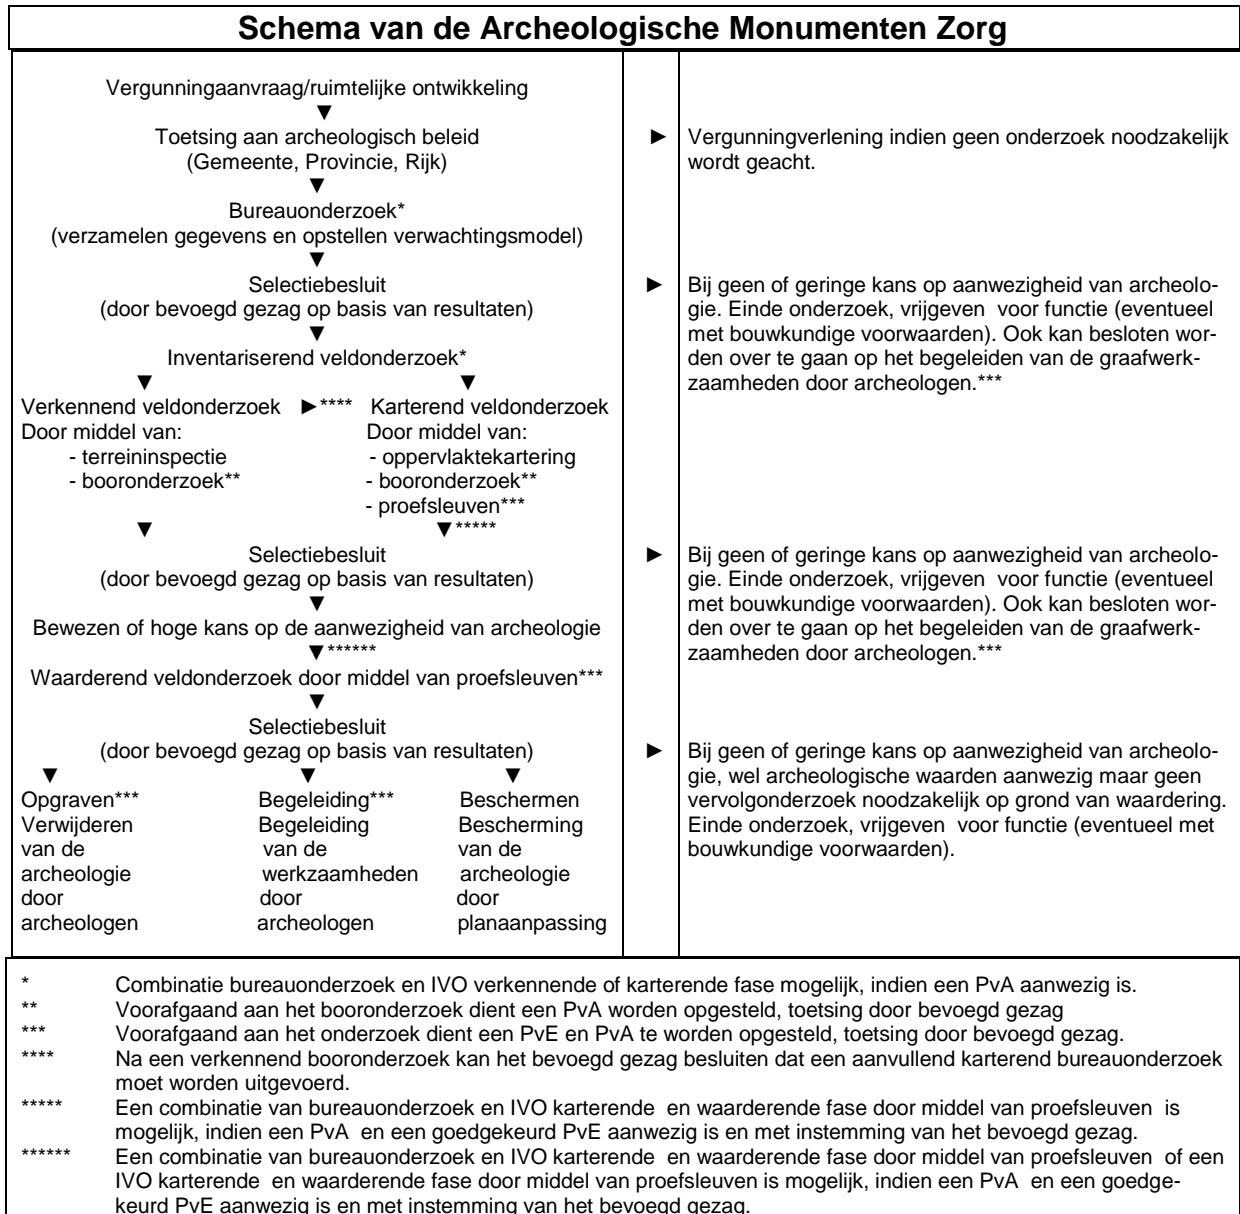 Schema van de Archeologische Monumenten Zorg
Vergunningaanvraag/ruimtelijke ontwikkeling
▼
Toetsing aan archeologisch beleid
(Gemeente, Provincie, Rijk)
► Vergunningverlening indien geen onderzoek noodzakelijk
wordt geacht.
▼
Bureauonderzoek*
(verzamelen gegevens en opstellen verwachtingsmodel)
▼
Selectiebesluit
(door bevoegd gezag op basis van resultaten)
► Bij geen of geringe kans op aanwezigheid van archeolo-
gie. Einde onderzoek, vrijgeven  voor functie (eventueel
met bouwkundige voorwaarden). Ook kan besloten wor-
den over te gaan op het begeleiden van de graafwerk-
zaamheden door archeologen.***
▼
Inventariserend veldonderzoek*
▼ ▼
Verkennend veldonderzoek ►**** Karterend veldonderzoek
Door middel van: Door middel van:
- terreininspectie - oppervlaktekartering
- booronderzoek** - booronderzoek**
- proefsleuven***
▼ ▼*****
Selectiebesluit
(door bevoegd gezag op basis van resultaten)
► Bij geen of geringe kans op aanwezigheid van archeolo-
gie. Einde onderzoek, vrijgeven  voor functie (eventueel
met bouwkundige voorwaarden). Ook kan besloten wor-
den over te gaan op het begeleiden van de graafwerk-
zaamheden door archeologen.***
▼
Bewezen of hoge kans op de aanwezigheid van archeologie
▼******
Waarderend veldonderzoek door middel van proefsleuven***
▼
Selectiebesluit
(door bevoegd gezag op basis van resultaten)
► Bij geen of geringe kans op aanwezigheid van archeolo-
gie, wel archeologische waarden aanwezig maar geen
vervolgonderzoek noodzakelijk op grond van waardering.
Einde onderzoek, vrijgeven  voor functie (eventueel met
bouwkundige voorwaarden).
▼ ▼ ▼
Opgraven*** Begeleiding*** Beschermen
Verwijderen Begeleiding Bescherming
van de van de van de
archeologie werkzaamheden archeologie
door door door
archeologen archeologen planaanpassing
* Combinatie bureauonderzoek en IVO verkennende of karterende fase mogelijk, indien een PvA aanwezig is.
** Voorafgaand aan het booronderzoek dient een PvA worden opgesteld, toetsing door bevoegd gezag
*** Voorafgaand aan het onderzoek dient een PvE en PvA te worden opgesteld, toetsing door bevoegd gezag.
**** Na een verkennend booronderzoek kan het bevoegd gezag besluiten dat een aanvullend karterend bureauonderzoek
moet worden uitgevoerd.
***** Een combinatie van bureauonderzoek en IVO karterende  en waarderende fase door middel van proefsleuven  is
mogelijk, indien een PvA  en een goedgekeurd PvE aanwezig is en met instemming van het bevoegd gezag.
****** Een combinatie van bureauonderzoek en IVO karterende  en waarderende fase door middel van proefsleuven  of een
IVO karterende  en waarderende fase door middel van proefsleuven is mogelijk, indien een PvA  en een goedge-
keurd PvE aanwezig is en met instemming van het bevoegd gezag.